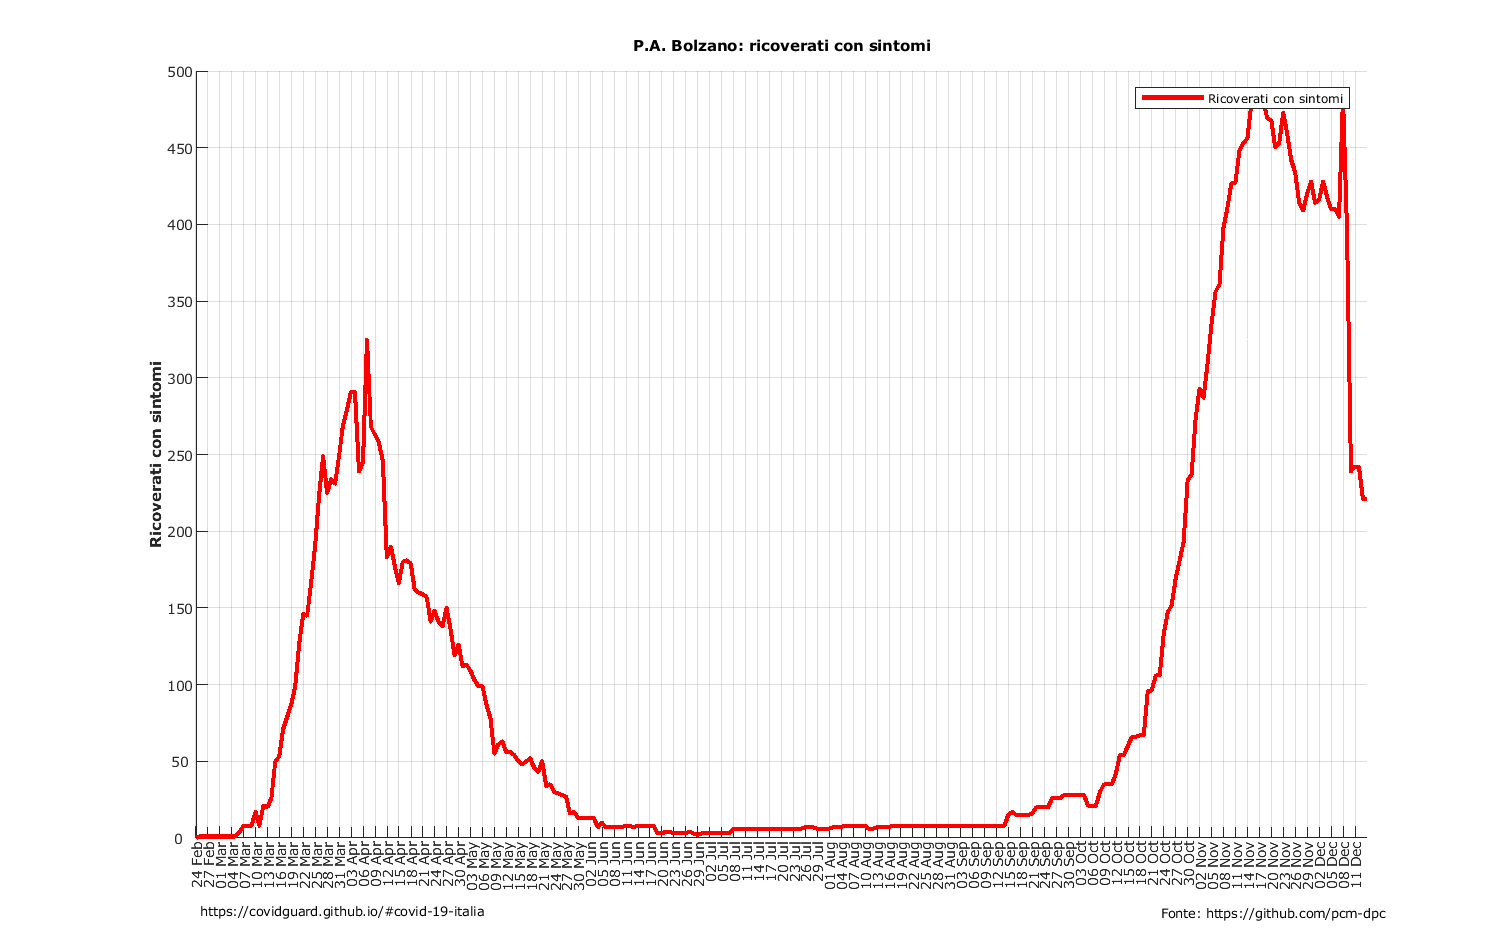 P.A. Bolzano: ricoverati con sintomi
Ricoverati con sintomi
Ricoverati con sintomi
500
450
400
350
300
250
200
150
100
50
0
24 Feb
27 Feb
01 Mar
04 Mar
07 Mar
10 Mar
13 Mar
16 Mar
19 Mar
22 Mar
25 Mar
28 Mar
31 Mar
03 Apr
06 Apr
09 Apr
12 Apr
15 Apr
18 Apr
21 Apr
24 Apr
27 Apr
30 Apr
03 May
06 May
09 May
12 May
15 May
18 May
21 May
24 May
27 May
30 May
02 Jun
05 Jun
08 Jun
11 Jun
14 Jun
17 Jun
20 Jun
23 Jun
26 Jun
29 Jun
02 Jul
05 Jul
08 Jul
11 Jul
14 Jul
17 Jul
20 Jul
23 Jul
26 Jul
29 Jul
01 Aug
04 Aug
07 Aug
10 Aug
13 Aug
16 Aug
19 Aug
22 Aug
25 Aug
28 Aug
31 Aug
03 Sep
06 Sep
09 Sep
12 Sep
15 Sep
18 Sep
21 Sep
24 Sep
27 Sep
30 Sep
03 Oct
06 Oct
09 Oct
12 Oct
15 Oct
18 Oct
21 Oct
24 Oct
27 Oct
30 Oct
02 Nov
05 Nov
08 Nov
11 Nov
14 Nov
17 Nov
20 Nov
23 Nov
26 Nov
29 Nov
02 Dec
05 Dec
08 Dec
11 Dec
https://covidguard.github.io/#covid-19-italia
Fonte: https://github.com/pcm-dpc